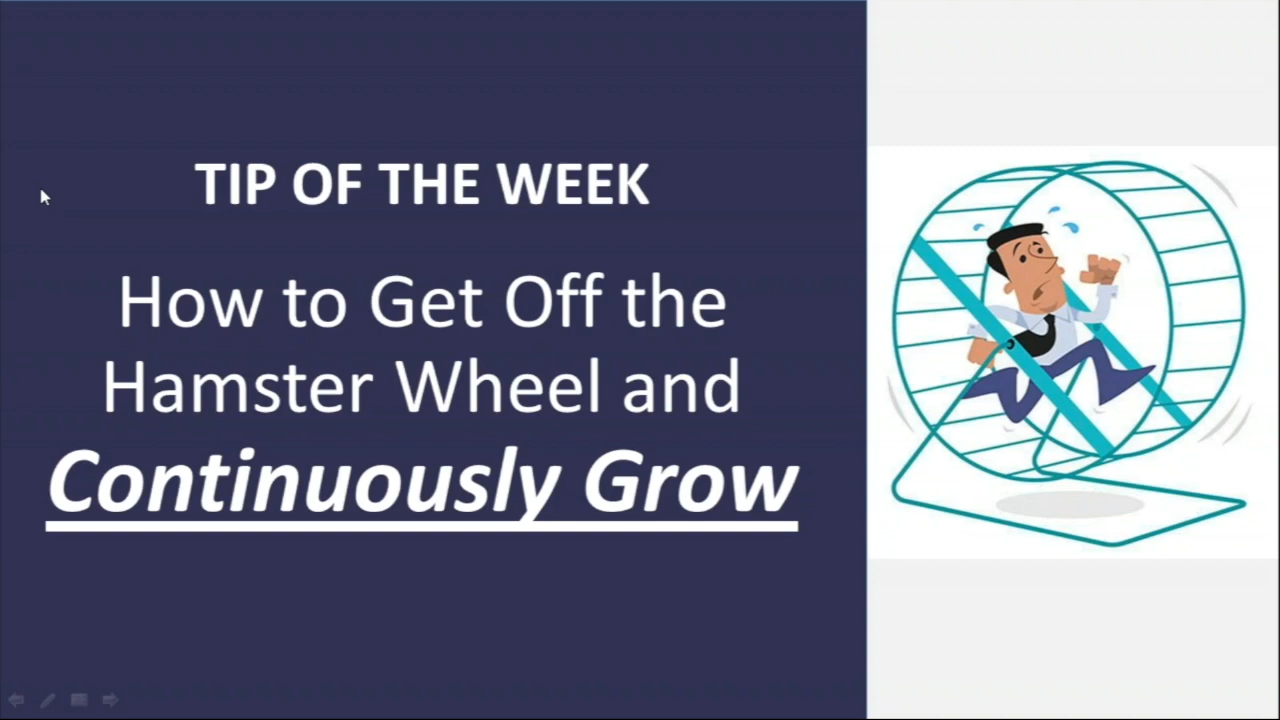 TIP OF THE WEEK
How to Get Off the
Hamster Wheel and
Continuously Grow